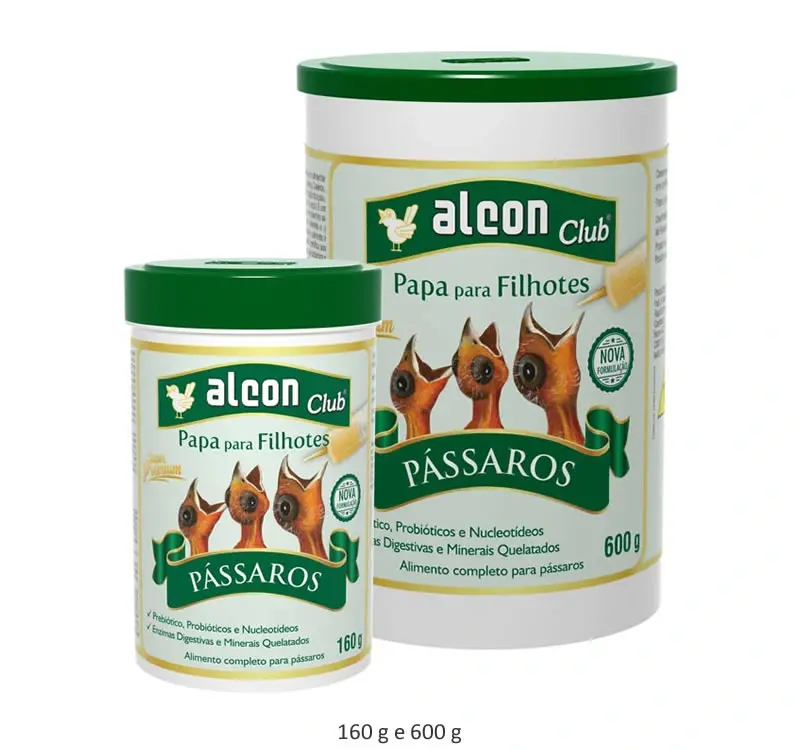 alcon Club®
Papa para Filhotes
NOVA
FORMULAÇÃO
PÁSSAROS
tico, Probióticos e Nucleotídeos
as Digestivas e Minerais Quelatados
600 g
Alimento completo para pássaros
alcon Club®
Papa para Filhotes
Super
Premium
NOVA
FORMULAÇÃO
PÁSSAROS
✓ Prebiótico, Probióticos e Nucleotídeos
✓ Enzimas Digestivas e Minerais Quelatados
160 g
Alimento completo para pássaros
160 g e 600 g